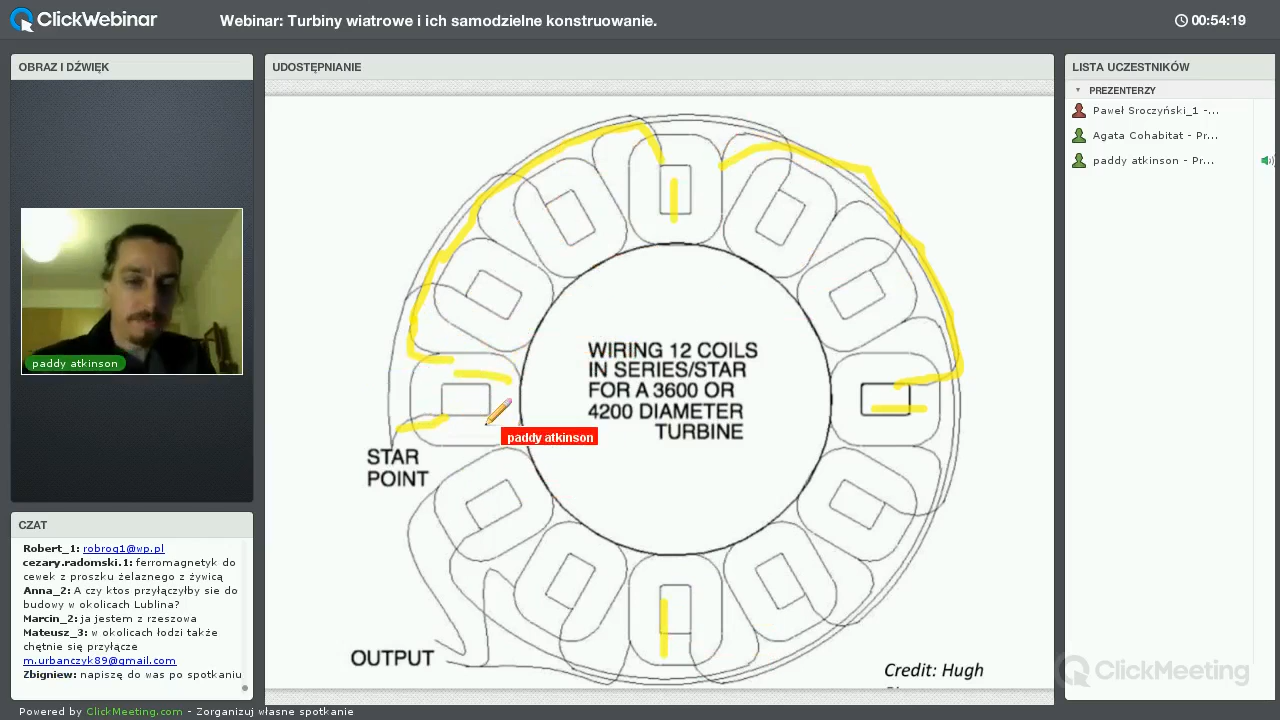 ClickWebinar
Webinar: Turbiny wiatrowe i ich samodzielne konstruowanie.
00:54:19
OBRAZ I DŹWIĘK
UDOSTĘPNIANIE
LISTA UCZESTNIKÓW
PREZENTERZY
Paweł Sroczyński_1 -...
Agata Cohabitat - Pr...
paddy atkinson - Pr...
paddy atkinson
WIRING 12 COILS
IN SERIES/STAR
FOR A 3600 OR
4200 DIAMETER
TURBINE
paddy atkinson
STAR
POINT
OUTPUT
Credit: Hugh
CZAT
Robert_1: robroq1@wp.pl
cezary.radomski.1: ferromagnetyk do
cewek z proszku żelaznego z żywicą
Anna_2: A czy ktos przyłączyłby sie do
budowy w okolicach Lublina?
Marcin_2: ja jestem z rzeszowa
Mateusz_3: w okolicach łodzi także
chętnie się przyłącze
m.urbanczyk89@gmail.com
Zbigniew: napiszę do was po spotkaniu
ClickMeeting
Powered by ClickMeeting.com - Zorganizuj własne spotkanie